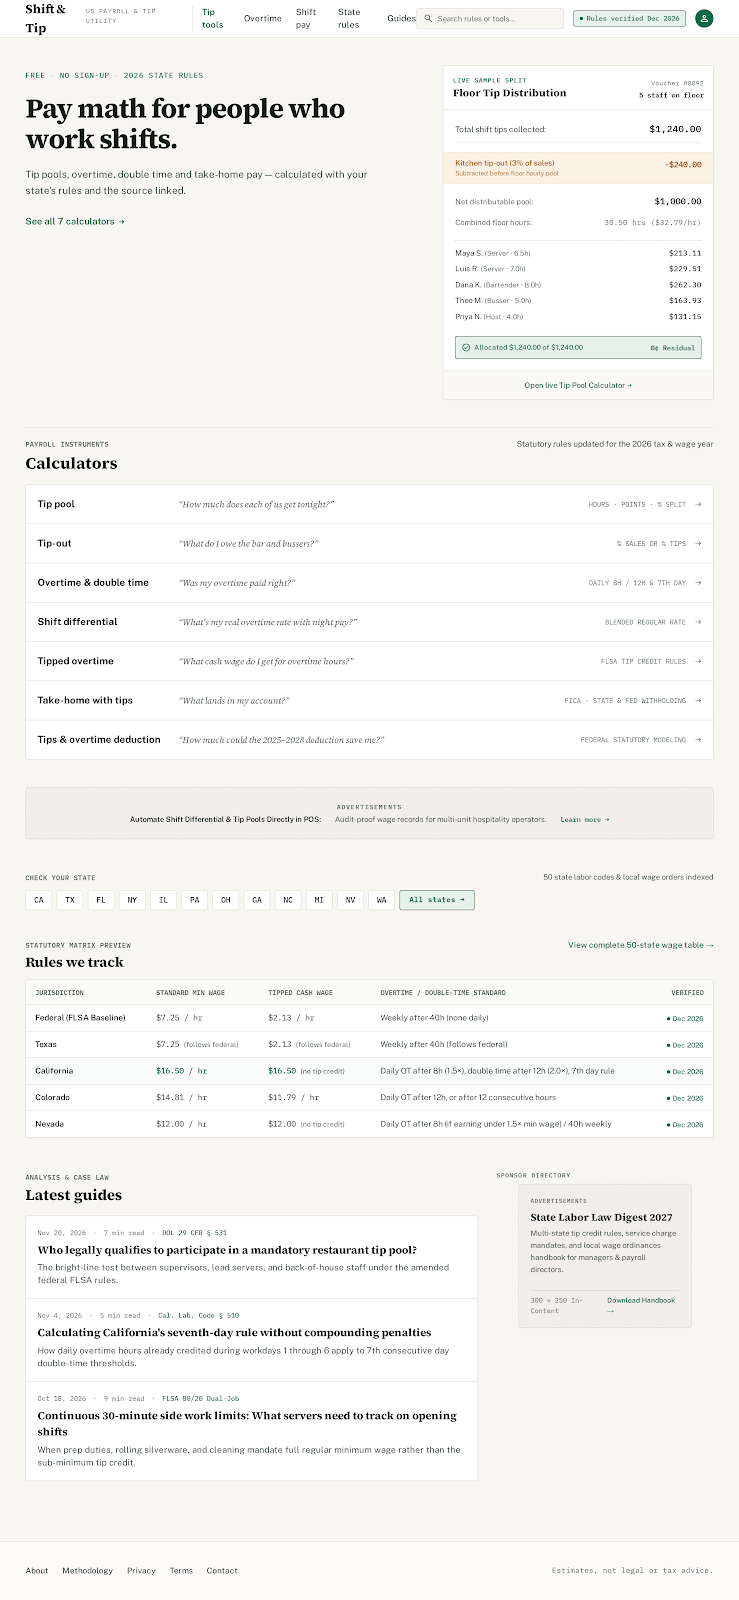 Shift &
Tip
US PAYROLL & TIP
UTILITY
Tip
tools
Overtime
Shift
pay
State
rules
Guides
Search rules or tools...
● Rules verified Dec 2026
FREE · NO SIGN-UP · 2026 STATE RULES
Pay math for people who
work shifts.
Tip pools, overtime, double time and take-home pay — calculated with your
state's rules and the source linked.
See all 7 calculators →
LIVE SAMPLE SPLIT
Floor Tip Distribution
Voucher #8892
5 staff on floor
Total shift tips collected: $1,240.00
Kitchen tip-out (3% of sales) -$240.00
Subtracted before floor hourly pool
Net distributable pool: $1,000.00
Combined floor hours: 30.50 hrs ($32.79/hr)
Maya S. (Server · 6.5h) $213.11
Luis R. (Server · 7.0h) $229.51
Dana K. (Bartender · 8.0h) $262.30
Theo M. (Busser · 5.0h) $163.93
Priya N. (Host · 4.0h) $131.15
Allocated $1,240.00 of $1,240.00 0¢ Residual
Open live Tip Pool Calculator →
PAYROLL INSTRUMENTS
Calculators
Statutory rules updated for the 2026 tax & wage year
Tip pool “How much does each of us get tonight?” HOURS · POINTS · % SPLIT →
Tip-out “What do I owe the bar and bussers?” % SALES OR % TIPS →
Overtime & double time “Was my overtime paid right?” DAILY 8H / 12H & 7TH DAY →
Shift differential “What's my real overtime rate with night pay?” BLENDED REGULAR RATE →
Tipped overtime “What cash wage do I get for overtime hours?” FLSA TIP CREDIT RULES →
Take-home with tips “What lands in my account?” FICA · STATE & FED WITHHOLDING →
Tips & overtime deduction “How much could the 2025–2028 deduction save me?” FEDERAL STATUTORY MODELING →
ADVERTISEMENTS
Automate Shift Differential & Tip Pools Directly in POS: Audit-proof wage records for multi-unit hospitality operators. Learn more →
CHECK YOUR STATE
50 state labor codes & local wage orders indexed
CA TX FL NY IL PA OH GA NC MI NV WA All states →
STATUTORY MATRIX PREVIEW
Rules we track
View complete 50-state wage table →
JURISDICTION STANDARD MIN WAGE TIPPED CASH WAGE OVERTIME / DOUBLE-TIME STANDARD VERIFIED
Federal (FLSA Baseline) $7.25 / hr $2.13 / hr Weekly after 40h (none daily) ● Dec 2026
Texas $7.25 (follows federal) $2.13 (follows federal) Weekly after 40h (follows federal) ● Dec 2026
California $16.50 / hr $16.50 (no tip credit) Daily OT after 8h (1.5×), double time after 12h (2.0×), 7th day rule ● Dec 2026
Colorado $14.81 / hr $11.79 / hr Daily OT after 12h, or after 12 consecutive hours ● Dec 2026
Nevada $12.00 / hr $12.00 (no tip credit) Daily OT after 8h (if earning under 1.5× min wage) / 40h weekly ● Dec 2026
ANALYSIS & CASE LAW
Latest guides
Nov 20, 2026 · 7 min read · DOL 29 CFR § 531
Who legally qualifies to participate in a mandatory restaurant tip pool?
The bright-line test between supervisors, lead servers, and back-of-house staff under the amended
federal FLSA rules.
Nov 4, 2026 · 5 min read · Cal. Lab. Code § 510
Calculating California's seventh-day rule without compounding penalties
How daily overtime hours already credited during workdays 1 through 6 apply to 7th consecutive day
double-time thresholds.
Oct 18, 2026 · 9 min read · FLSA 80/20 Dual-Job
Continuous 30-minute side work limits: What servers need to track on opening
shifts
When prep duties, rolling silverware, and cleaning mandate full regular minimum wage rather than the
sub-minimum tip credit.
SPONSOR DIRECTORY
ADVERTISEMENTS
State Labor Law Digest 2027
Multi-state tip credit rules, service charge
mandates, and local wage ordinances
handbook for managers & payroll
directors.
300 × 250 In-
Content
Download Handbook
→
About Methodology Privacy Terms Contact
Estimates, not legal or tax advice.